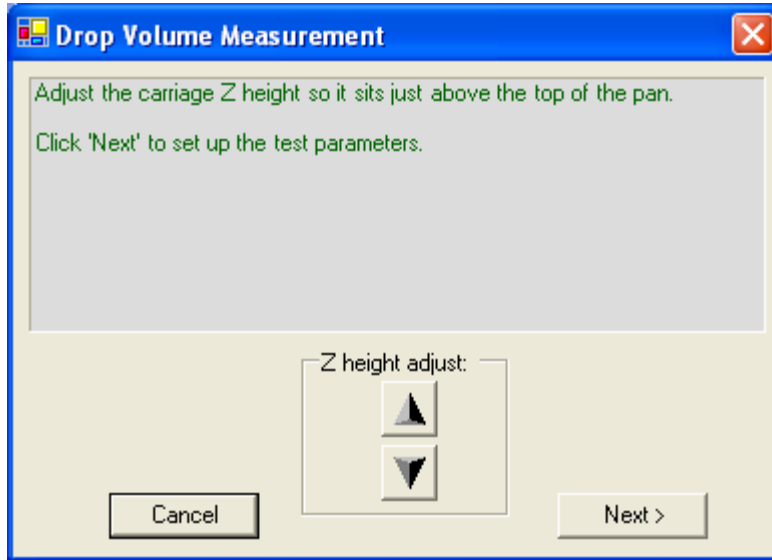 Drop Volume Measurement
Adjust the carriage Z height so it sits just above the top of the pan.
Click 'Next' to set up the test parameters.
Z height adjust:
Cancel
Next >